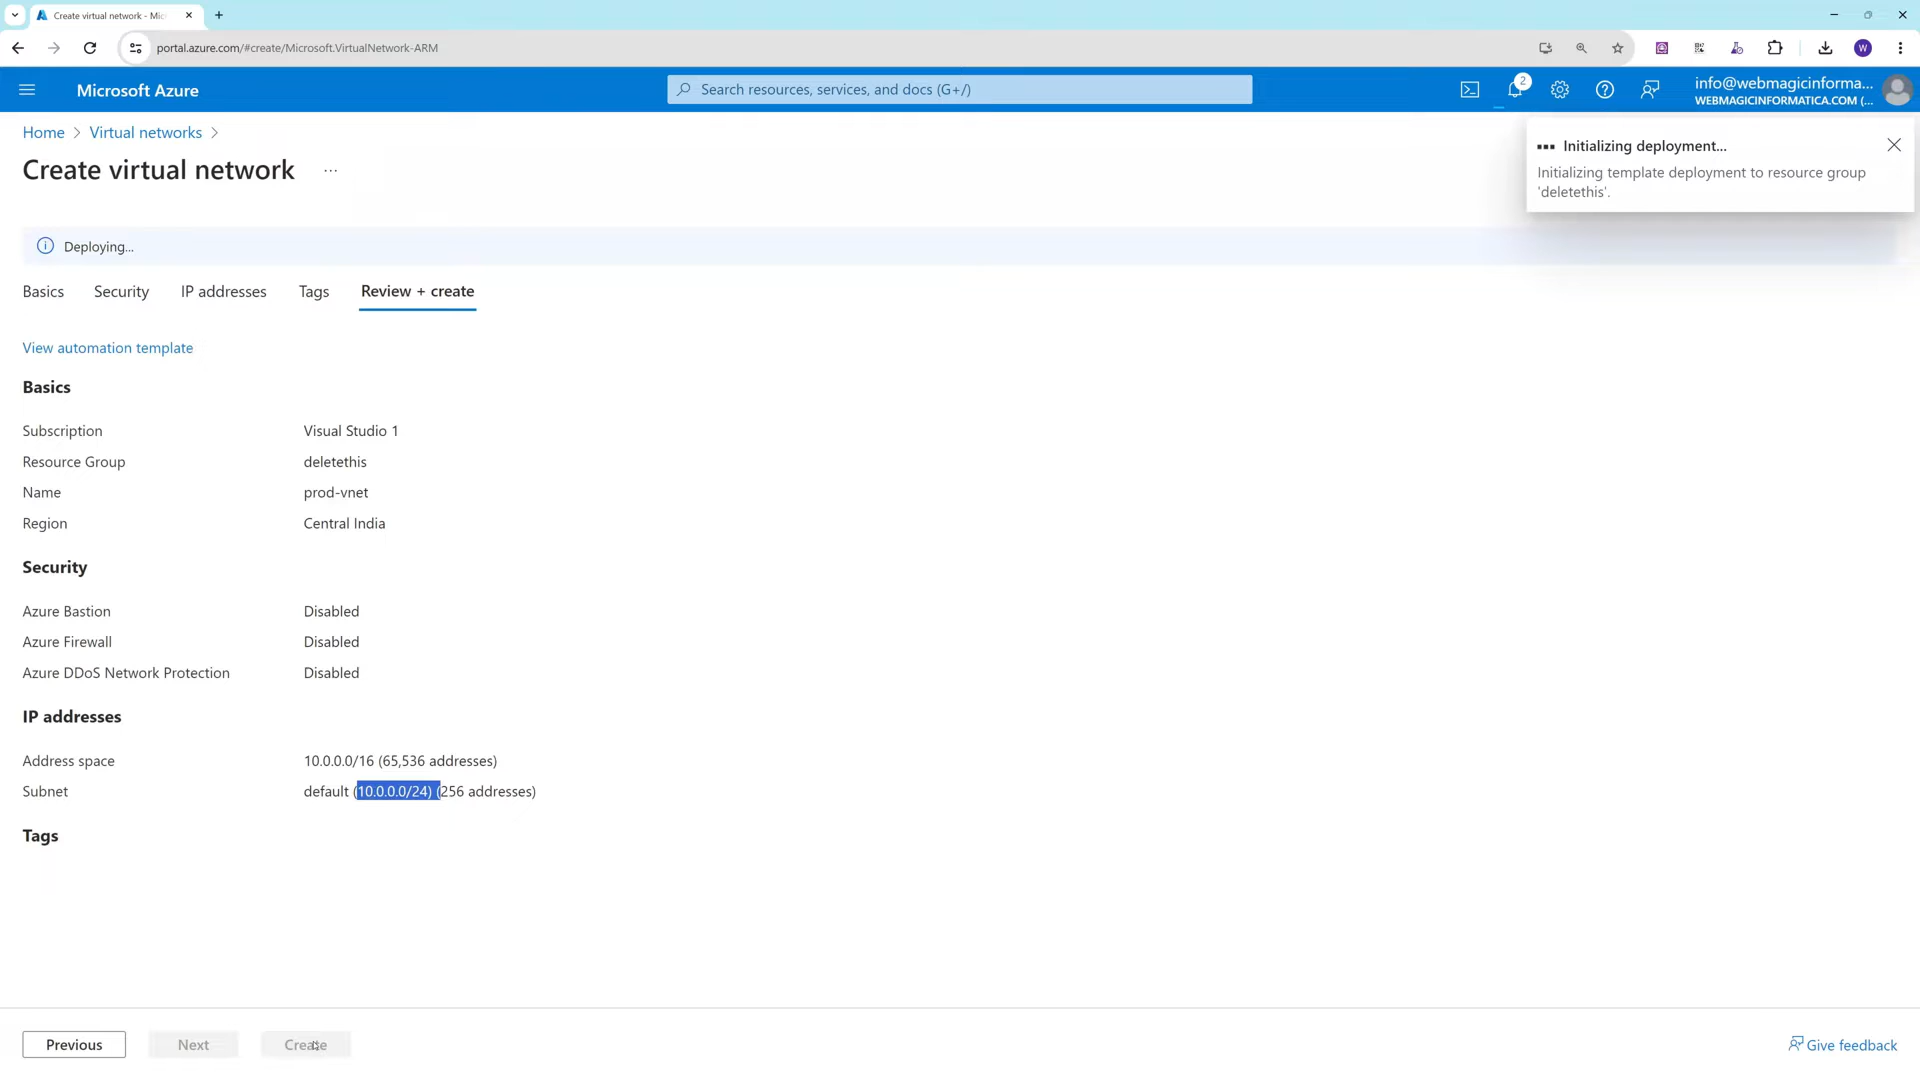 Create virtual network - Mic
portal.azure.com/#create/Microsoft.VirtualNetwork-ARM
W
Microsoft Azure
Search resources, services, and docs (G+/)
2
info@webmagicinforma...
WEBMAGICINFORMATICA.COM (...
Home > Virtual networks >
Create virtual network ...
Initializing deployment...
Initializing template deployment to resource group
'deletethis'.
Deploying...
Basics Security IP addresses Tags Review + create
View automation template
Basics
Subscription Visual Studio 1
Resource Group deletethis
Name prod-vnet
Region Central India
Security
Azure Bastion Disabled
Azure Firewall Disabled
Azure DDoS Network Protection Disabled
IP addresses
Address space 10.0.0.0/16 (65,536 addresses)
Subnet default (10.0.0.0/24) (256 addresses)
Tags
Previous Next Create Give feedback